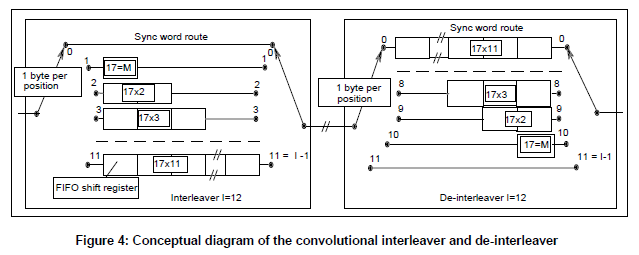 Sync word route
0 0
1 17=M 1
1 byte per
position
2 17x2 2
3 17x3 3
11 17x11 11 = I -1
FIFO shift register
Interleaver I=12
Sync word route
0 17x11 0
1 byte per
position
8 17x3 8
9 17x2 9
10 17=M 10
11 11 = I-1
De-interleaver I=12
Figure 4: Conceptual diagram of the convolutional interleaver and de-interleaver